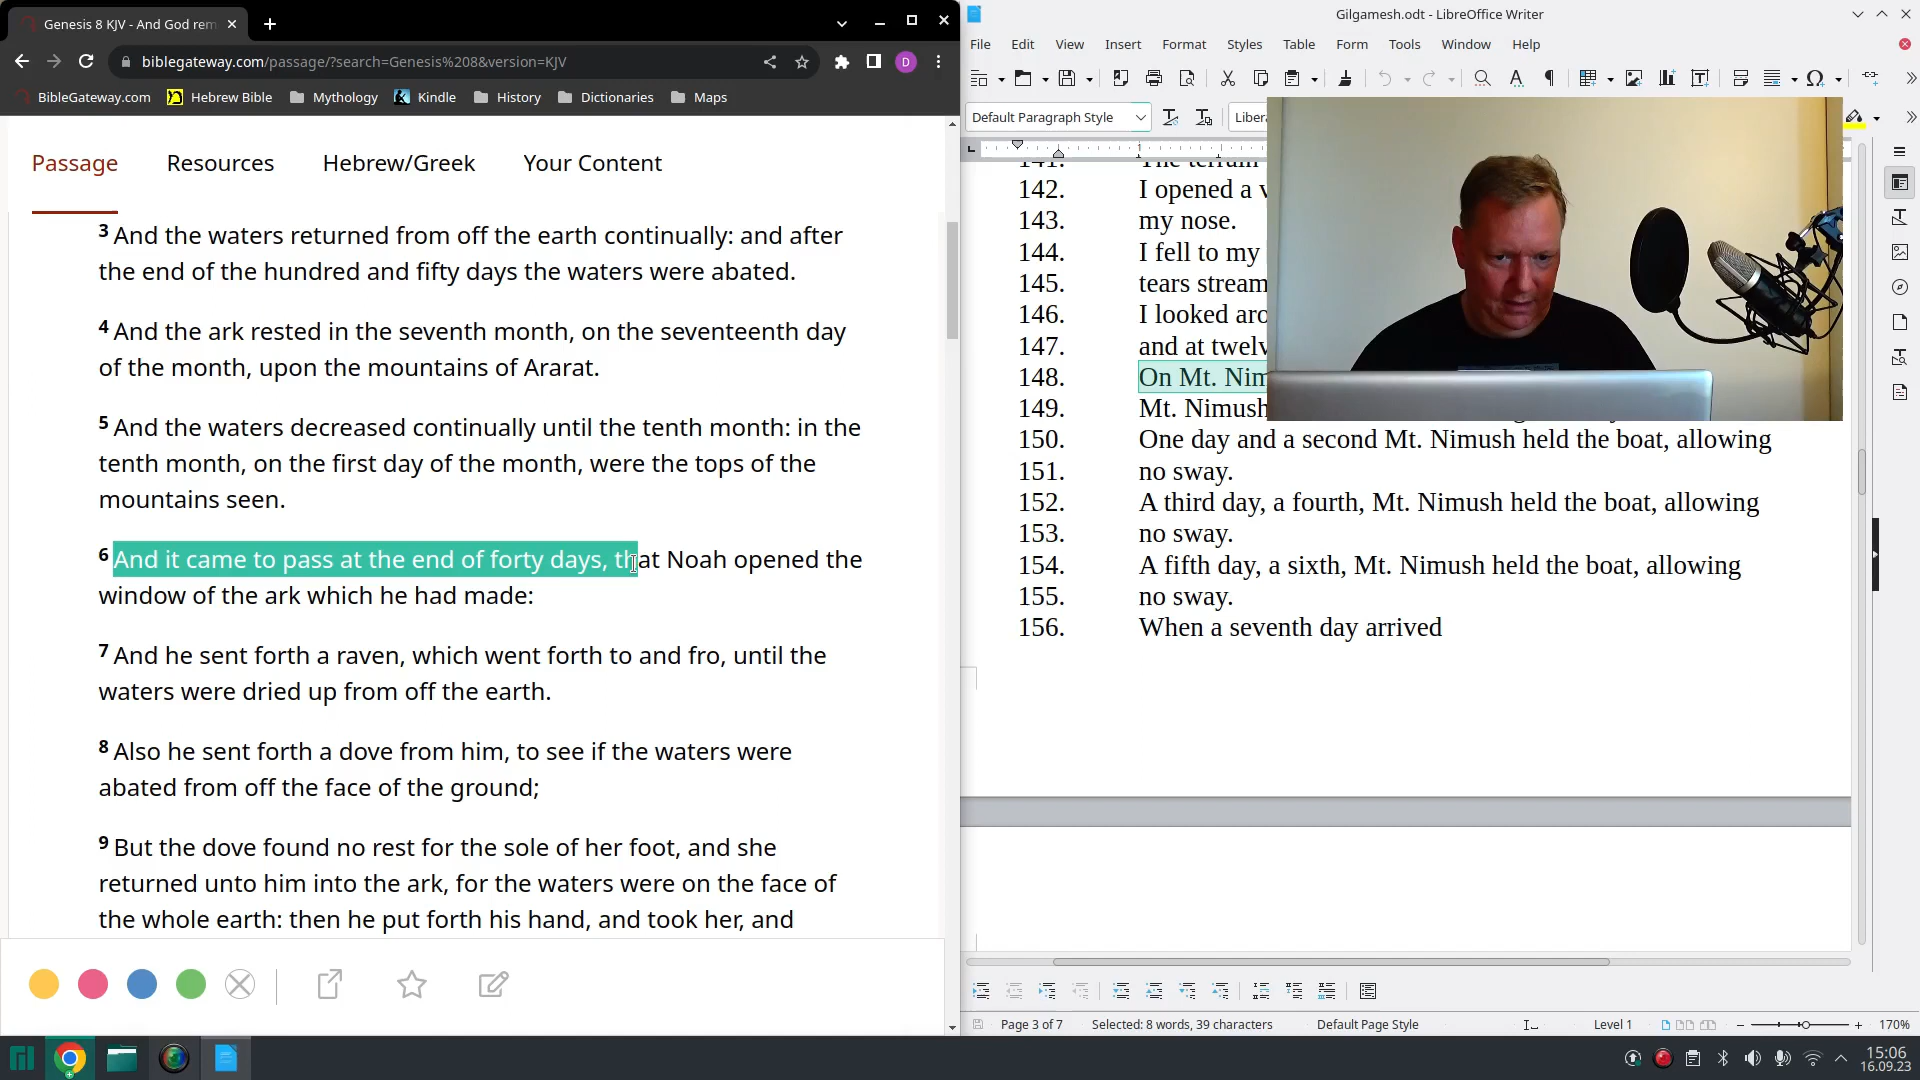 Genesis 8 KJV - And God rem
biblegateway.com/passage/?search=Genesis%208&version=KJV
D
BibleGateway.com
Hebrew Bible
Mythology
Kindle
History
Dictionaries
Maps
Passage
Resources
Hebrew/Greek
Your Content
3 And the waters returned from off the earth continually: and after
the end of the hundred and fifty days the waters were abated.
4 And the ark rested in the seventh month, on the seventeenth day
of the month, upon the mountains of Ararat.
5 And the waters decreased continually until the tenth month: in the
tenth month, on the first day of the month, were the tops of the
mountains seen.
6 And it came to pass at the end of forty days, that Noah opened the
window of the ark which he had made:
7 And he sent forth a raven, which went forth to and fro, until the
waters were dried up from off the earth.
8 Also he sent forth a dove from him, to see if the waters were
abated from off the face of the ground;
9 But the dove found no rest for the sole of her foot, and she
returned unto him into the ark, for the waters were on the face of
the whole earth: then he put forth his hand, and took her, and
Gilgamesh.odt - LibreOffice Writer
File Edit View Insert Format Styles Table Form Tools Window Help
Default Paragraph Style
Libera
1
141. The terrain
142. I opened a v
143. my nose.
144. I fell to my
145. tears stream
146. I looked aro
147. and at twelv
148. On Mt. Nim
149. Mt. Nimush
150. One day and a second Mt. Nimush held the boat, allowing
151. no sway.
152. A third day, a fourth, Mt. Nimush held the boat, allowing
153. no sway.
154. A fifth day, a sixth, Mt. Nimush held the boat, allowing
155. no sway.
156. When a seventh day arrived
Page 3 of 7
Selected: 8 words, 39 characters
Default Page Style
Level 1
170%
15:06
16.09.23